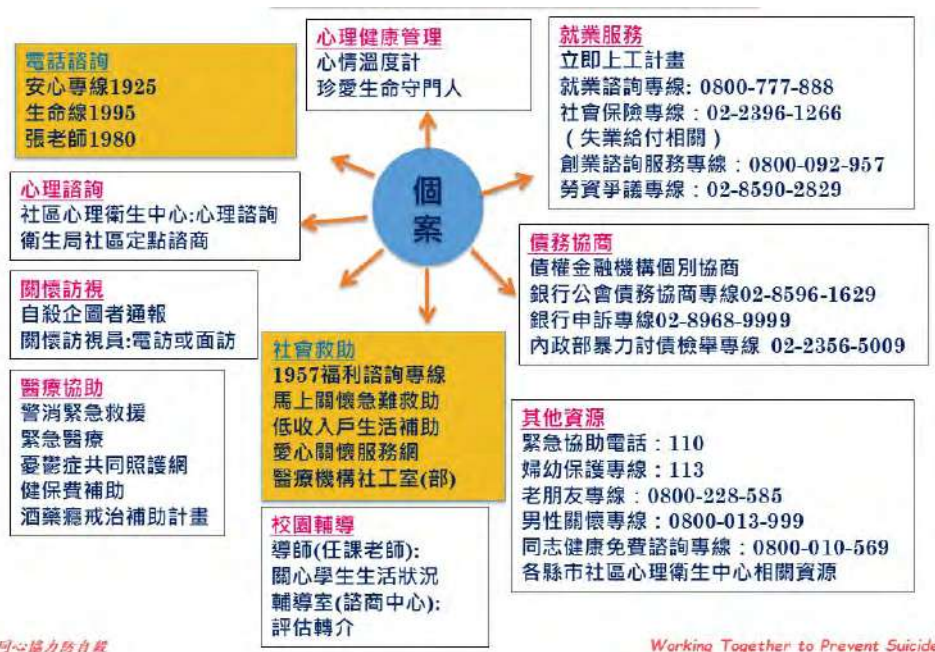 電話諮詢
安心專線1925
生命線1995
張老師1980
心理健康管理
心情溫度計
珍愛生命守門人
就業服務
立即上工計畫
就業諮詢專線: 0800-777-888
社會保險專線：02-2396-1266
（失業給付相關）
創業諮詢服務專線：0800-092-957
勞資爭議專線：02-8590-2829
個
案
心理諮詢
社區心理衛生中心:心理諮詢
衛生局社區定點諮商
債務協商
債權金融機構個別協商
銀行公會債務協商專線02-8596-1629
銀行申訴專線02-8968-9999
內政部暴力討債檢舉專線 02-2356-5009
關懷訪視
自殺企圖者通報
關懷訪視員:電訪或面訪
社會救助
1957福利諮詢專線
馬上關懷急難救助
低收入戶生活補助
愛心關懷服務網
醫療機構社工室(部)
醫療協助
警消緊急救援
緊急醫療
憂鬱症共同照護網
健保費補助
酒藥癮戒治補助計畫
其他資源
緊急協助電話：110
婦幼保護專線：113
老朋友專線：0800-228-585
男性關懷專線：0800-013-999
同志健康免費諮詢專線：0800-010-569
各縣市社區心理衛生中心相關資源
校園輔導
導師(任課老師):
關心學生生活狀況
輔導室(諮商中心):
評估轉介
同心協力防自殺
Working Together to Prevent Suicide